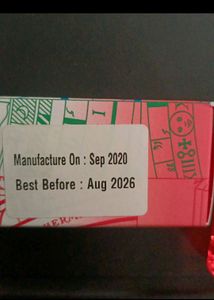 Manufacture On : Sep 2020
Best Before : Aug 2026